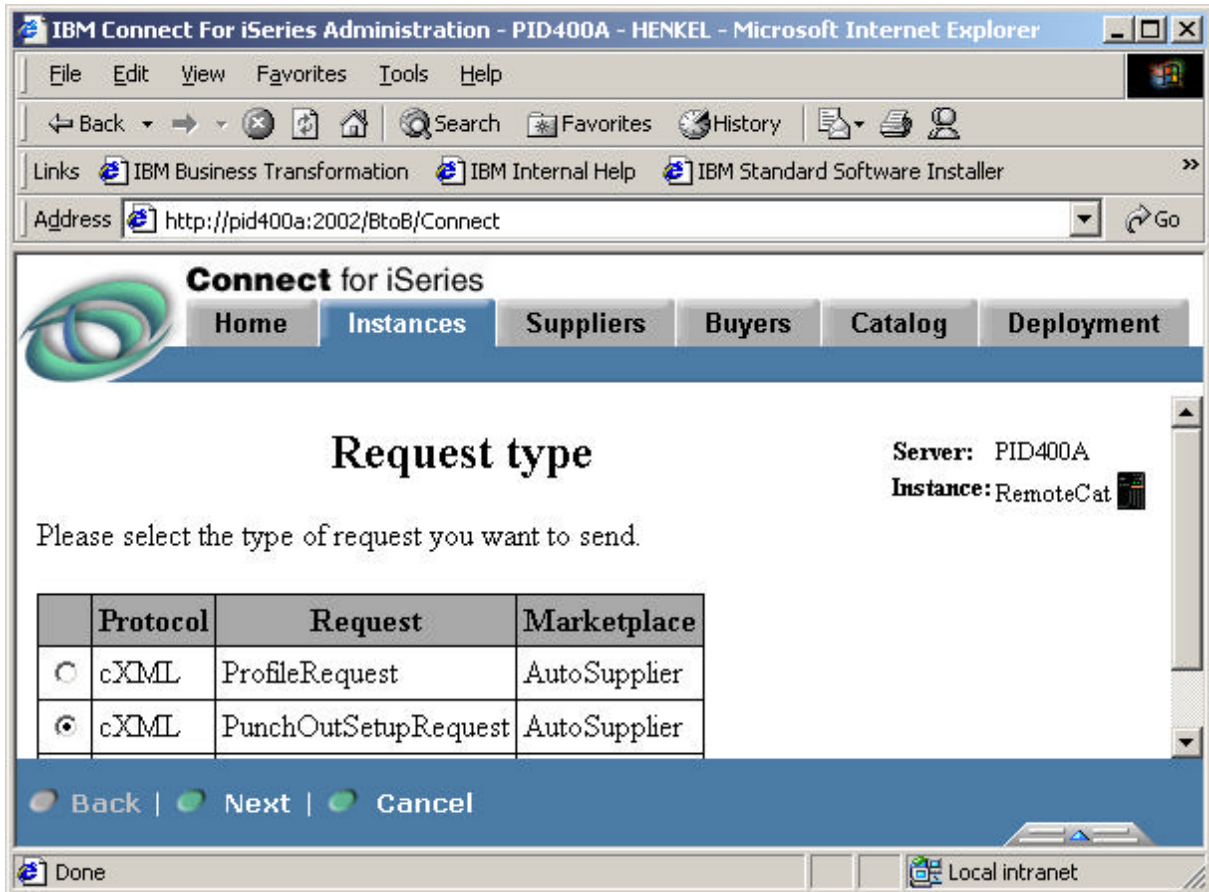 IBM Connect For iSeries Administration - PID400A - HENKEL - Microsoft Internet Explorer
File Edit View Favorites Tools Help
Back Search Favorites History
Links IBM Business Transformation IBM Internal Help IBM Standard Software Installer »
Address http://pid400a:2002/BtoB/Connect Go
Connect for iSeries
Home Instances Suppliers Buyers Catalog Deployment
Request type
Server: PID400A
Instance: RemoteCat
Please select the type of request you want to send.
Protocol Request Marketplace
cXML ProfileRequest AutoSupplier
cXML PunchOutSetupRequest AutoSupplier
Back | Next | Cancel
Done Local intranet